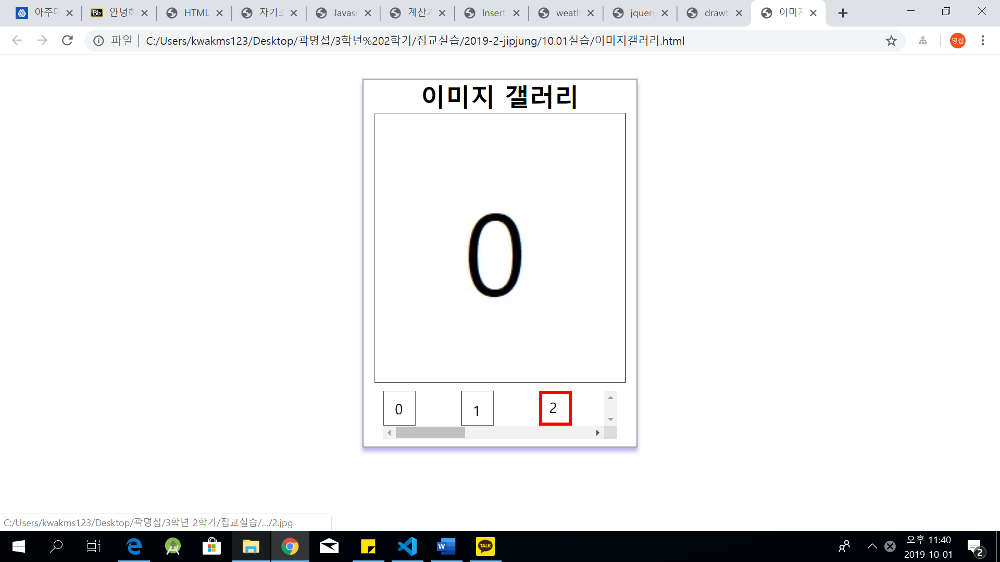 아주대 안녕하 HTML 자기소 Javasc 계산기 Insert weath jquery drawt 이미지
파일 C:/Users/kwakms123/Desktop/곽명섭/3학년%202학기/집교실습/2019-2-jipjung/10.01실습/이미지갤러리.html 명섭
이미지 갤러리
0
0 1 2
C:/Users/kwakms123/Desktop/곽명섭/3학년 2학기/집교실습/.../2.jpg
TALK
오후 11:40
2019-10-01
2